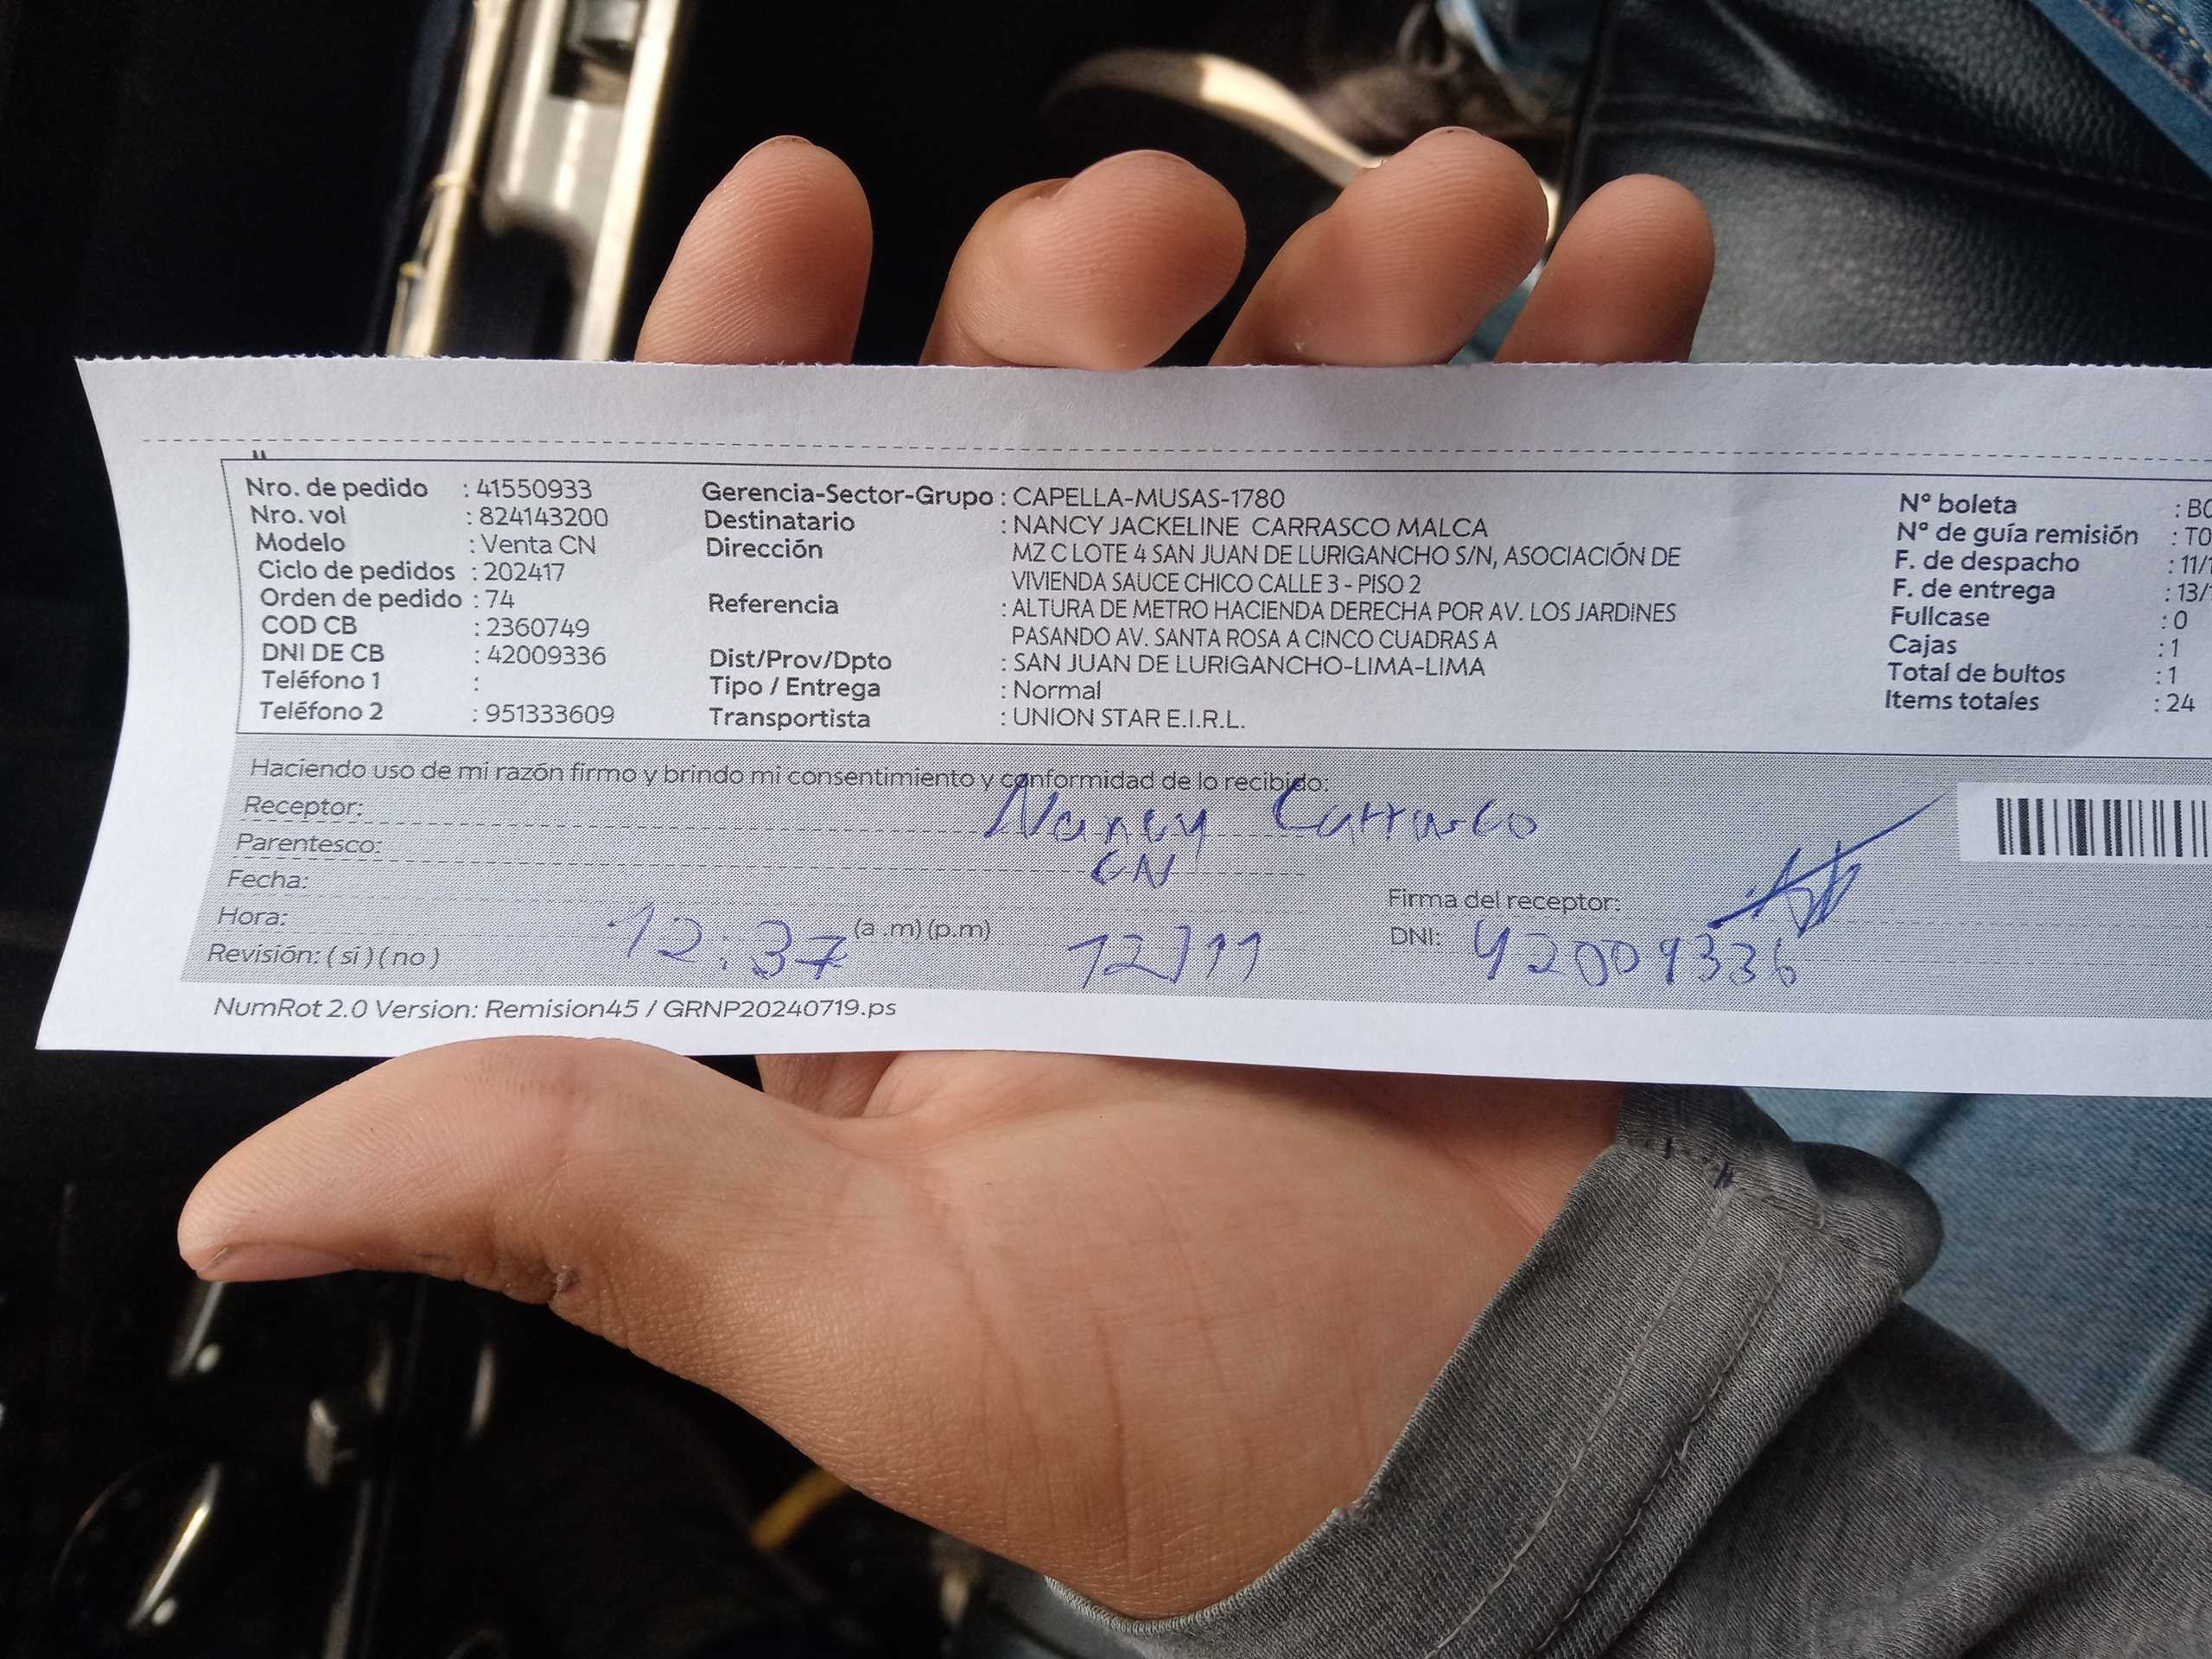 Nro. de pedido : 41550933
Nro. vol : 824143200
Modelo : Venta CN
Ciclo de pedidos : 202417
Orden de pedido : 74
COD CB : 2360749
DNI DE CB : 42009336
Teléfono 1 :
Teléfono 2 : 951333609
Gerencia-Sector-Grupo : CAPELLA-MUSAS-1780
Destinatario : NANCY JACKELINE CARRASCO MALCA
Dirección MZ C LOTE 4 SAN JUAN DE LURIGANCHO S/N, ASOCIACIÓN DE
VIVIENDA SAUCE CHICO CALLE 3 - PISO 2
Referencia : ALTURA DE METRO HACIENDA DERECHA POR AV. LOS JARDINES
PASANDO AV. SANTA ROSA A CINCO CUADRAS A
Dist/Prov/Dpto : SAN JUAN DE LURIGANCHO-LIMA-LIMA
Tipo / Entrega : Normal
Transportista : UNION STAR E.I.R.L.
N° boleta :
N° de guía remisión :
F. de despacho : 11/
F. de entrega : 13/
Fullcase : 0
Cajas : 1
Total de bultos : 1
Items totales : 24
Haciendo uso de mi razón firmo y brindo mi consentimiento y conformidad de lo recibido:
Receptor: Nancy Carrasco
Parentesco: CN
Fecha:
Hora: 12:37 (a .m) (p.m) 12/11
Revisión: ( si ) ( no )
Firma del receptor:
DNI: 42009336
NumRot 2.0 Version: Remision45 / GRNP20240719.ps